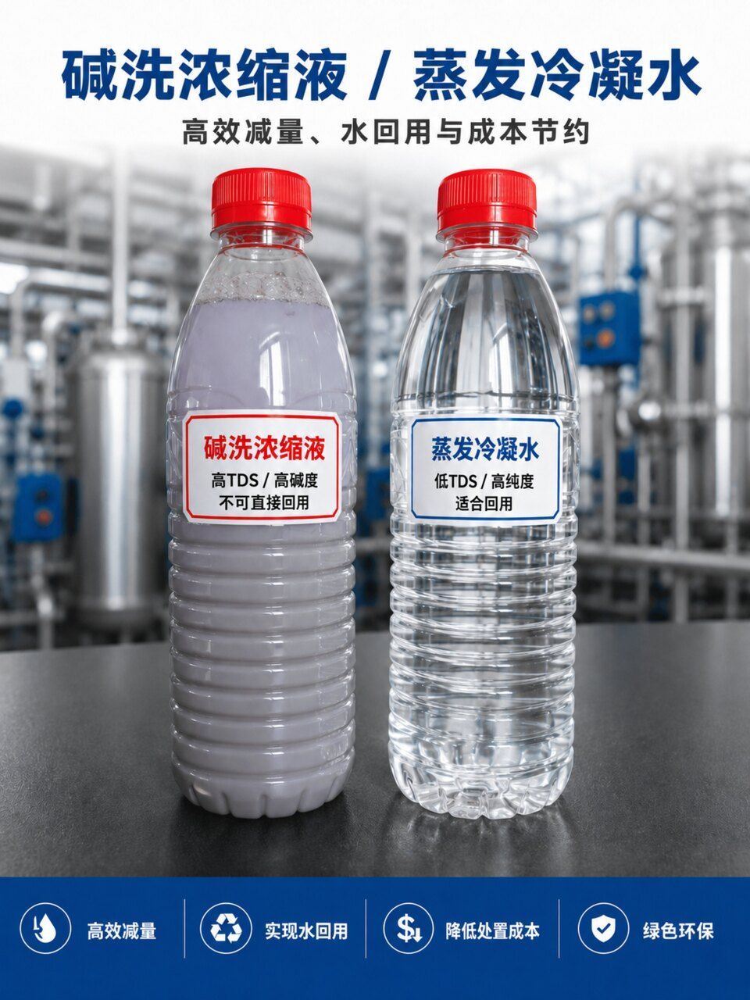 碱洗浓缩液 / 蒸发冷凝水
高效减量、水回用与成本节约
碱洗浓缩液
高TDS / 高碱度
不可直接回用
蒸发冷凝水
低TDS / 高纯度
适合回用
高效减量
实现水回用
降低处置成本
绿色环保